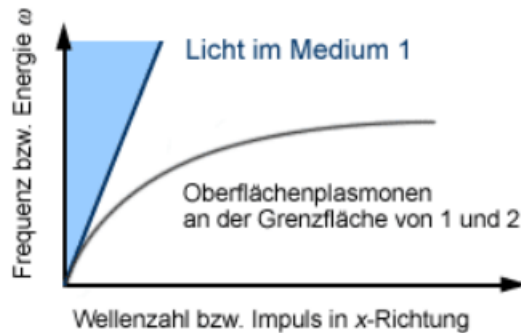 Frequenz bzw. Energie ω
Licht im Medium 1
Oberflächenplasmonen
an der Grenzfläche von 1 und 2
Wellenzahl bzw. Impuls in x-Richtung